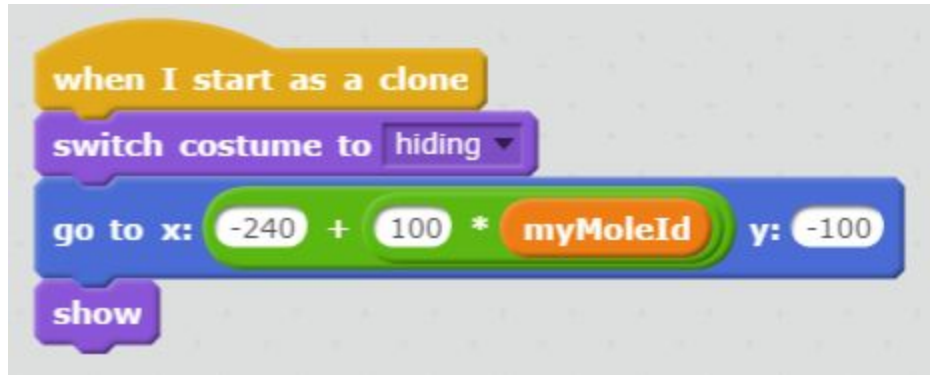 when I start as a clone
switch costume to hiding
go to x: -240 + 100 * myMoleId y: -100
show